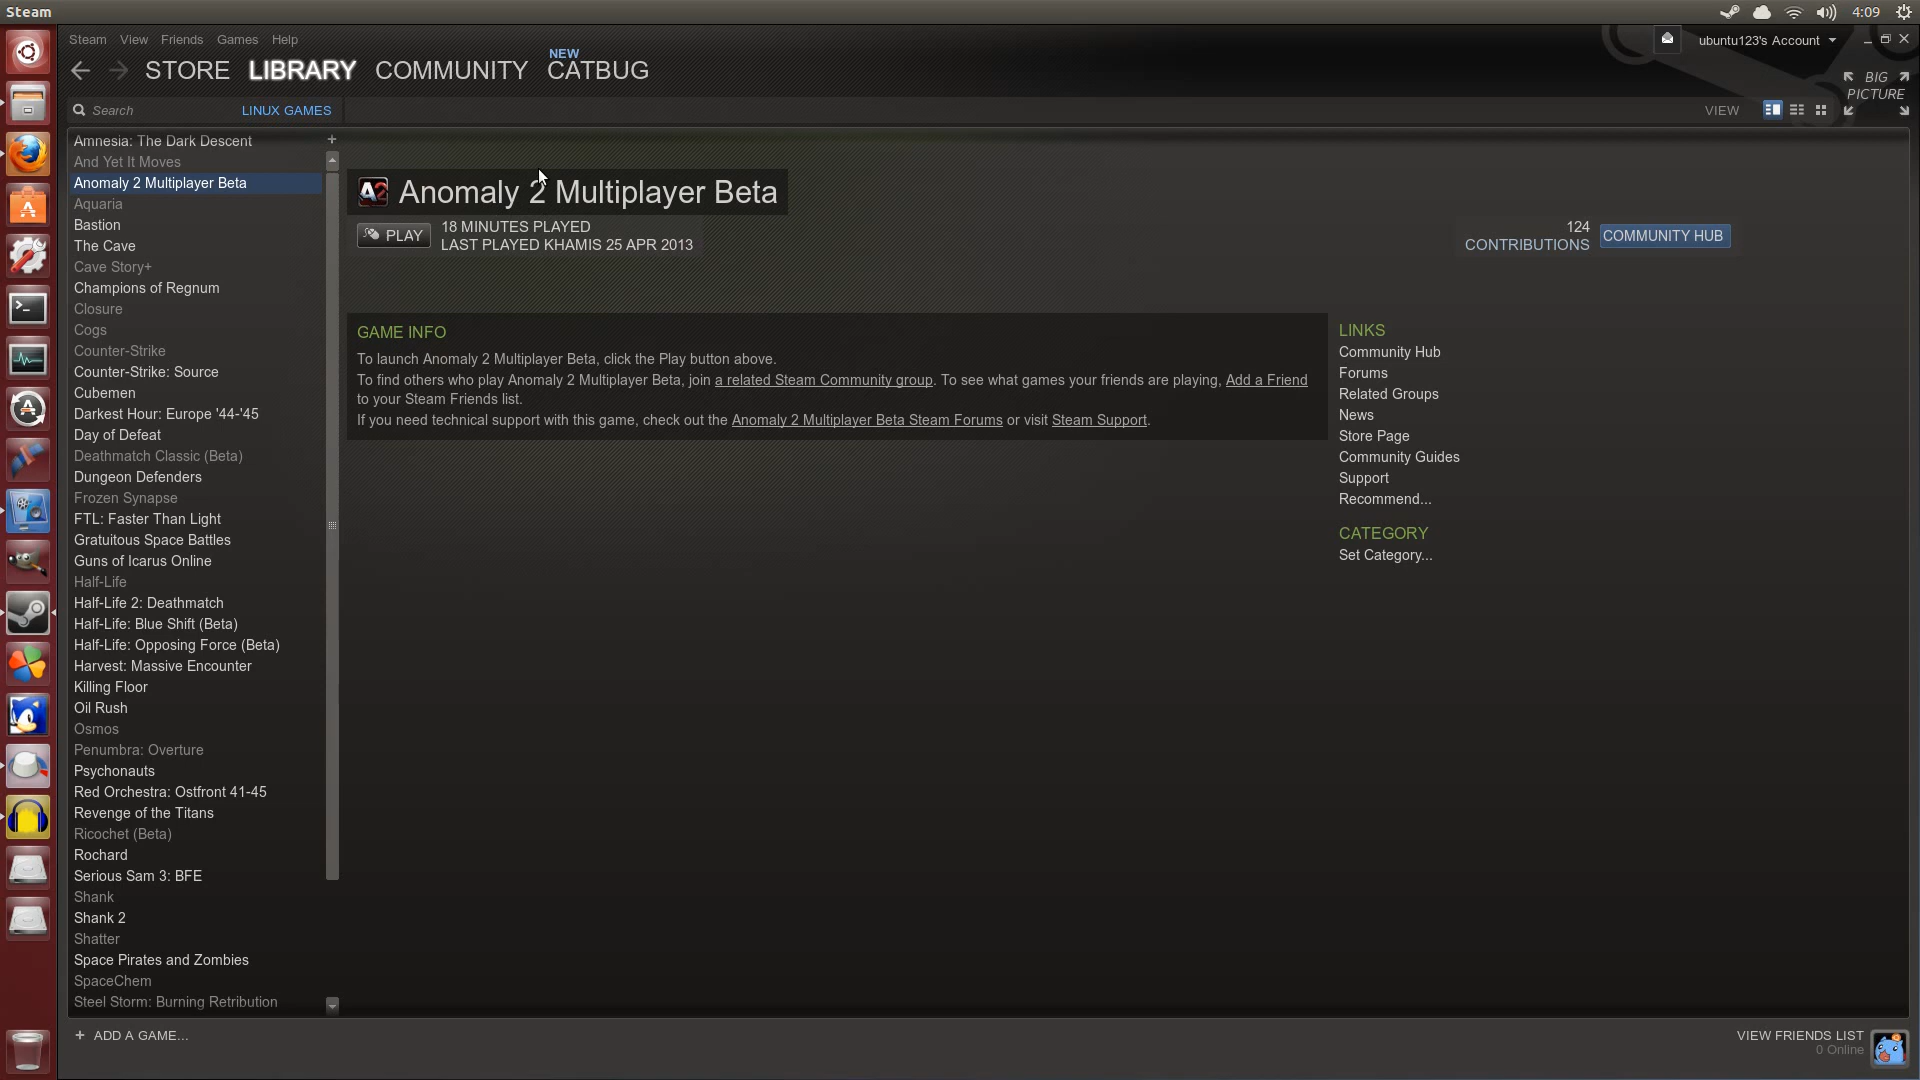 Steam
4:09
Steam View Friends Games Help
ubuntu123's Account
NEW
STORE LIBRARY COMMUNITY CATBUG
BIG
PICTURE
Search
LINUX GAMES
VIEW
Amnesia: The Dark Descent
+
And Yet It Moves
Anomaly 2 Multiplayer Beta
Aquaria
Bastion
The Cave
Cave Story+
Champions of Regnum
Closure
Cogs
Counter-Strike
Counter-Strike: Source
Cubemen
Darkest Hour: Europe '44-'45
Day of Defeat
Deathmatch Classic (Beta)
Dungeon Defenders
Frozen Synapse
FTL: Faster Than Light
Gratuitous Space Battles
Guns of Icarus Online
Half-Life
Half-Life 2: Deathmatch
Half-Life: Blue Shift (Beta)
Half-Life: Opposing Force (Beta)
Harvest: Massive Encounter
Killing Floor
Oil Rush
Osmos
Penumbra: Overture
Psychonauts
Red Orchestra: Ostfront 41-45
Revenge of the Titans
Ricochet (Beta)
Rochard
Serious Sam 3: BFE
Shank
Shank 2
Shatter
Space Pirates and Zombies
SpaceChem
Steel Storm: Burning Retribution
A2 Anomaly 2 Multiplayer Beta
PLAY
18 MINUTES PLAYED
LAST PLAYED KHAMIS 25 APR 2013
124
CONTRIBUTIONS
COMMUNITY HUB
GAME INFO
To launch Anomaly 2 Multiplayer Beta, click the Play button above.
To find others who play Anomaly 2 Multiplayer Beta, join a related Steam Community group. To see what games your friends are playing, Add a Friend
to your Steam Friends list.
If you need technical support with this game, check out the Anomaly 2 Multiplayer Beta Steam Forums or visit Steam Support.
LINKS
Community Hub
Forums
Related Groups
News
Store Page
Community Guides
Support
Recommend...
CATEGORY
Set Category...
+ ADD A GAME...
VIEW FRIENDS LIST
0 Online